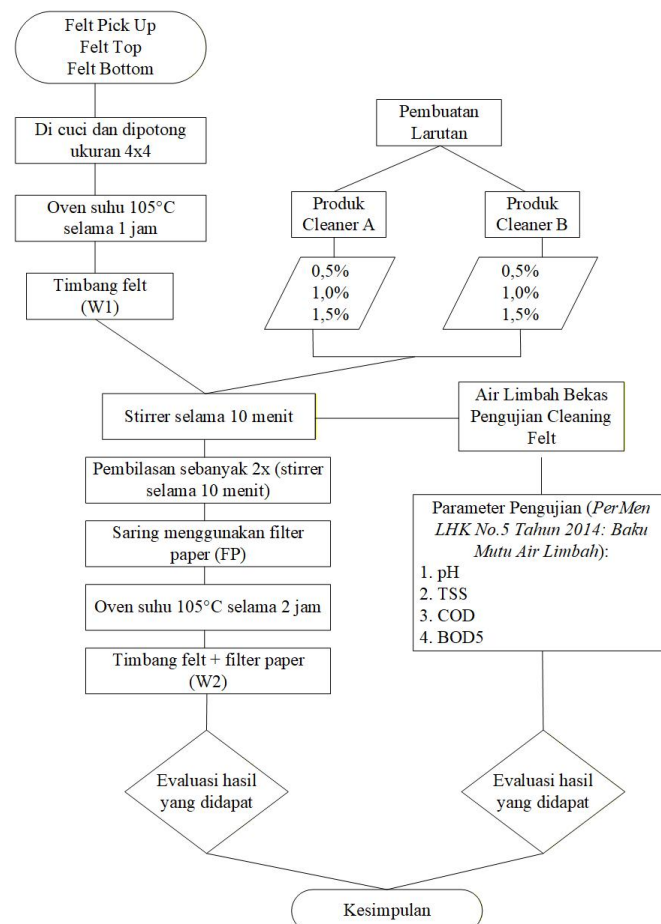 Felt Pick Up
Felt Top
Felt Bottom
Di cuci dan dipotong
ukuran 4x4
Oven suhu 105°C
selama 1 jam
Timbang felt
(W1)
Pembuatan
Larutan
Produk
Cleaner A
Produk
Cleaner B
0,5%
1,0%
1,5%
0,5%
1,0%
1,5%
Stirrer selama 10 menit
Air Limbah Bekas
Pengujian Cleaning
Felt
Pembilasan sebanyak 2x (stirrer
selama 10 menit)
Saring menggunakan filter
paper (FP)
Oven suhu 105°C selama 2 jam
Timbang felt + filter paper
(W2)
Parameter Pengujian (PerMen
LHK No.5 Tahun 2014: Baku
Mutu Air Limbah):
1. pH
2. TSS
3. COD
4. BOD5
Evaluasi hasil
yang didapat
Evaluasi hasil
yang didapat
Kesimpulan